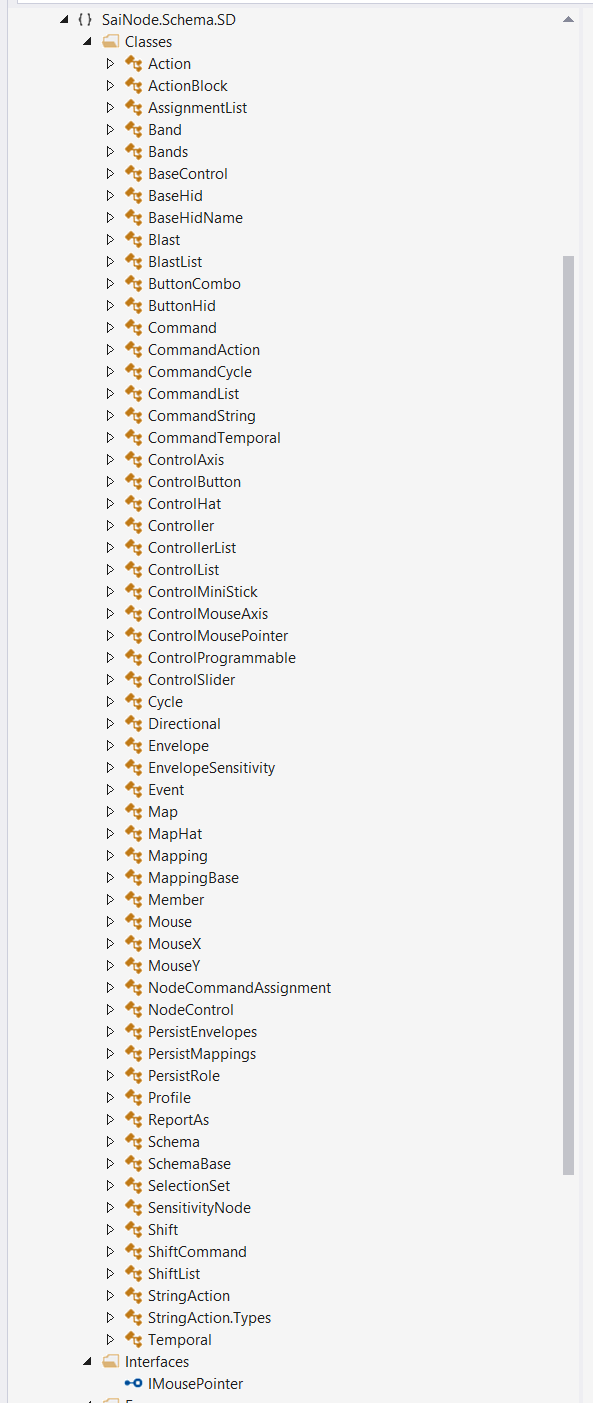 { } SaiNode.Schema.SD
Classes
Action
ActionBlock
AssignmentList
Band
Bands
BaseControl
BaseHid
BaseHidName
Blast
BlastList
ButtonCombo
ButtonHid
Command
CommandAction
CommandCycle
CommandList
CommandString
CommandTemporal
ControlAxis
ControlButton
ControlHat
Controller
ControllerList
ControlList
ControlMiniStick
ControlMouseAxis
ControlMousePointer
ControlProgrammable
ControlSlider
Cycle
Directional
Envelope
EnvelopeSensitivity
Event
Map
MapHat
Mapping
MappingBase
Member
Mouse
MouseX
MouseY
NodeCommandAssignment
NodeControl
PersistEnvelopes
PersistMappings
PersistRole
Profile
ReportAs
Schema
SchemaBase
SelectionSet
SensitivityNode
Shift
ShiftCommand
ShiftList
StringAction
StringAction.Types
Temporal
Interfaces
IMousePointer